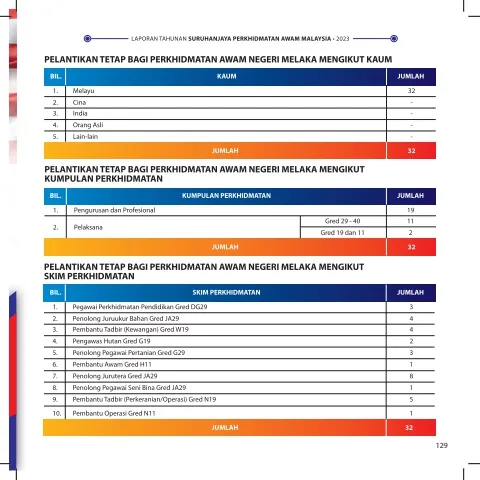 LAPORAN TAHUNAN SURUHANJAYA PERKHIDMATAN AWAM MALAYSIA • 2023
PELANTIKAN TETAP BAGI PERKHIDMATAN AWAM NEGERI MELAKA MENGIKUT KAUM
BIL. KAUM JUMLAH
1. Melayu 32
2. Cina -
3. India -
4. Orang Asli -
5. Lain-lain -
JUMLAH 32
PELANTIKAN TETAP BAGI PERKHIDMATAN AWAM NEGERI MELAKA MENGIKUT
KUMPULAN PERKHIDMATAN
BIL. KUMPULAN PERKHIDMATAN JUMLAH
1. Pengurusan dan Profesional 19
2. Pelaksana Gred 29 - 40 11
Gred 19 dan 11 2
JUMLAH 32
PELANTIKAN TETAP BAGI PERKHIDMATAN AWAM NEGERI MELAKA MENGIKUT
SKIM PERKHIDMATAN
BIL. SKIM PERKHIDMATAN JUMLAH
1. Pegawai Perkhidmatan Pendidikan Gred DG29 3
2. Penolong Juruukur Bahan Gred JA29 4
3. Pembantu Tadbir (Kewangan) Gred W19 4
4. Pengawas Hutan Gred G19 2
5. Penolong Pegawai Pertanian Gred G29 3
6. Pembantu Awam Gred H11 1
7. Penolong Jurutera Gred JA29 8
8. Penolong Pegawai Seni Bina Gred JA29 1
9. Pembantu Tadbir (Perkeranian/Operasi) Gred N19 5
10. Pembantu Operasi Gred N11 1
JUMLAH 32
129